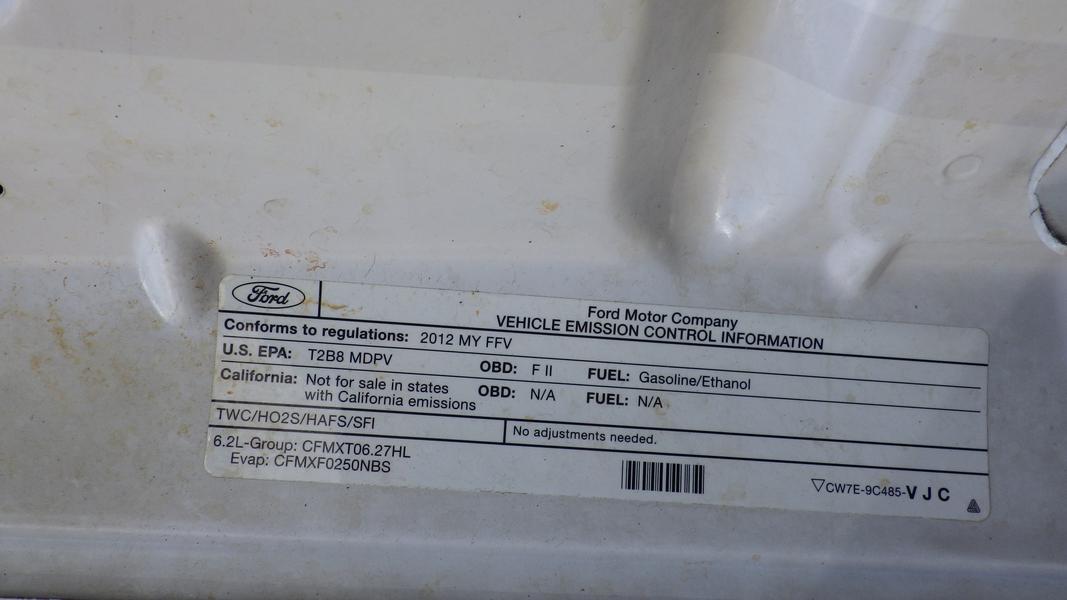 Ford
Ford Motor Company
VEHICLE EMISSION CONTROL INFORMATION
Conforms to regulations: 2012 MY FFV
U.S. EPA: T2B8 MDPV OBD: F II FUEL: Gasoline/Ethanol
California: Not for sale in states with California emissions OBD: N/A FUEL: N/A
TWC/HO2S/HAFS/SFI
No adjustments needed.
6.2L-Group: CFMXT06.27HL
Evap: CFMXF0250NBS
CW7E-9C485-VJC